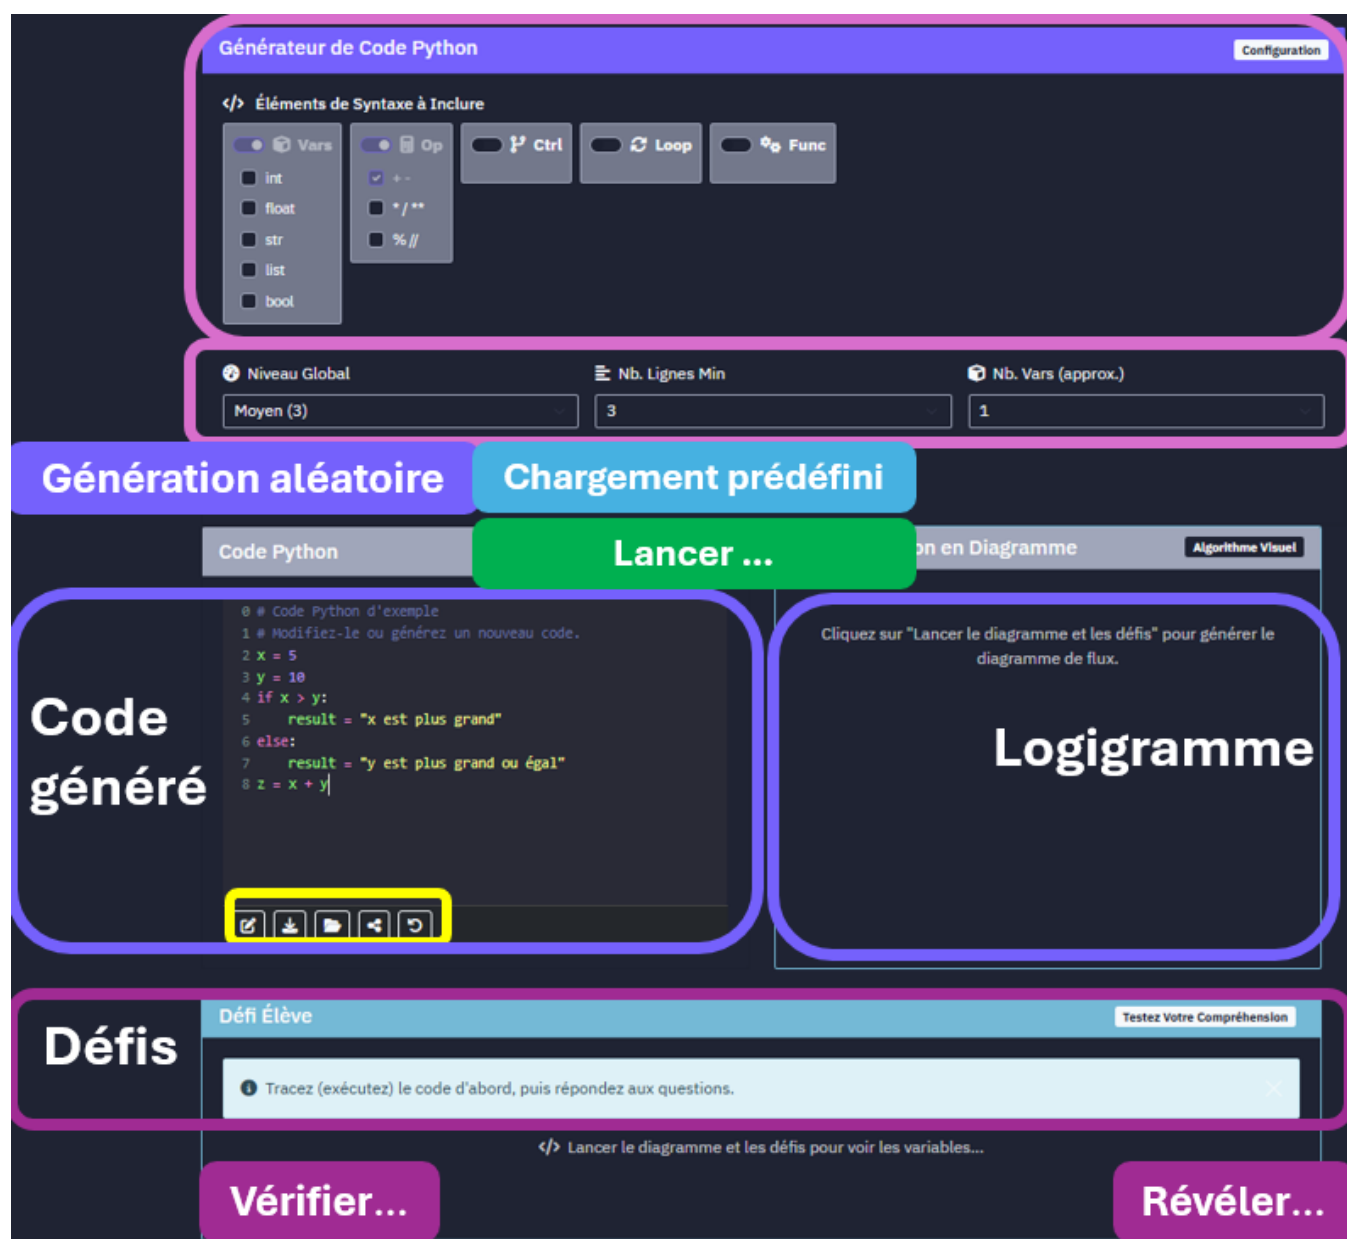 Générateur de Code Python
Configuration
</> Éléments de Syntaxe à Inclure
Vars
Op
Ctrl
Loop
Func
int
+ -
float
* / **
str
% //
list
bool
Niveau Global
Nb. Lignes Min
Nb. Vars (approx.)
Moyen (3)
3
1
Génération aléatoire
Chargement prédéfini
Code Python
Lancer ...
on en Diagramme
Algorithme Visuel
0 # Code Python d'exemple
1 # Modifiez-le ou générez un nouveau code.
2 x = 5
3 y = 10
4 if x > y:
5     result = "x est plus grand"
6 else:
7     result = "y est plus grand ou égal"
8 z = x + y
Code
généré
Cliquez sur "Lancer le diagramme et les défis" pour générer le
diagramme de flux.
Logigramme
Défis
Défi Élève
Testez Votre Compréhension
Tracez (exécutez) le code d'abord, puis répondez aux questions.
</> Lancer le diagramme et les défis pour voir les variables...
Vérifier...
Révéler...